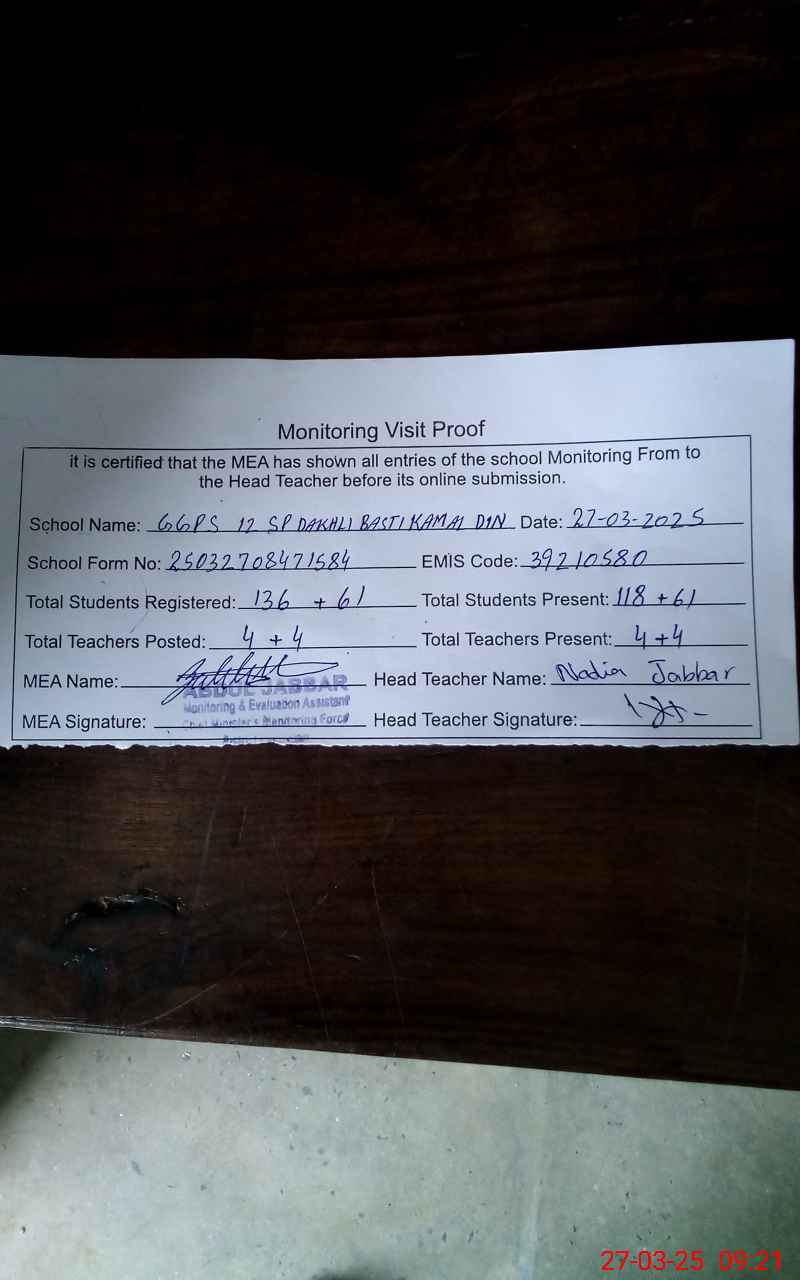 Monitoring Visit Proof
it is certified that the MEA has shown all entries of the school Monitoring From to
the Head Teacher before its online submission.
School Name: GGPS 12 SP DAKHLI BASTI KAMAL DIN Date: 27-03-2025
School Form No: 25032708471584 EMIS Code: 39210580
Total Students Registered: 136 + 61 Total Students Present: 118 + 61
Total Teachers Posted: 4 + 4 Total Teachers Present: 4 + 4
MEA Name: Head Teacher Name: Nadia Jabbar
ABDUL JABBAR
Monitoring & Evaluation Assistant
MEA Signature: Head Teacher Signature:
Chief Minister's Monitoring Force
27-03-25 09:21